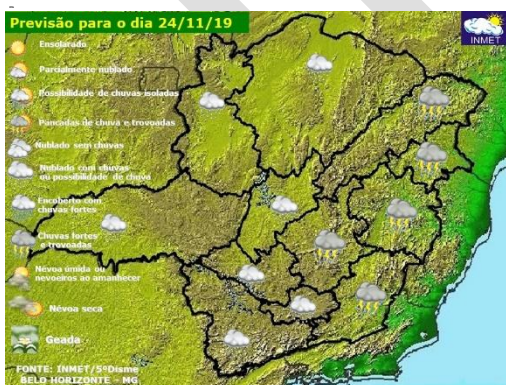 Previsão para o dia 24/11/19
INMET
Ensolarado
Parcialmente nublado
Possibilidade de chuvas isoladas
Pancadas de chuva e trovoadas
Nublado sem chuvas
Nublado com chuvas
ou possibilidade de chuva
Encoberto com
chuvas fortes
Chuvas fortes
e trovoadas
Névoa úmida ou
nevoeiros ao amanhecer
Névoa seca
Geada
FONTE: INMET/5ºDisme
BELO HORIZONTE - MG